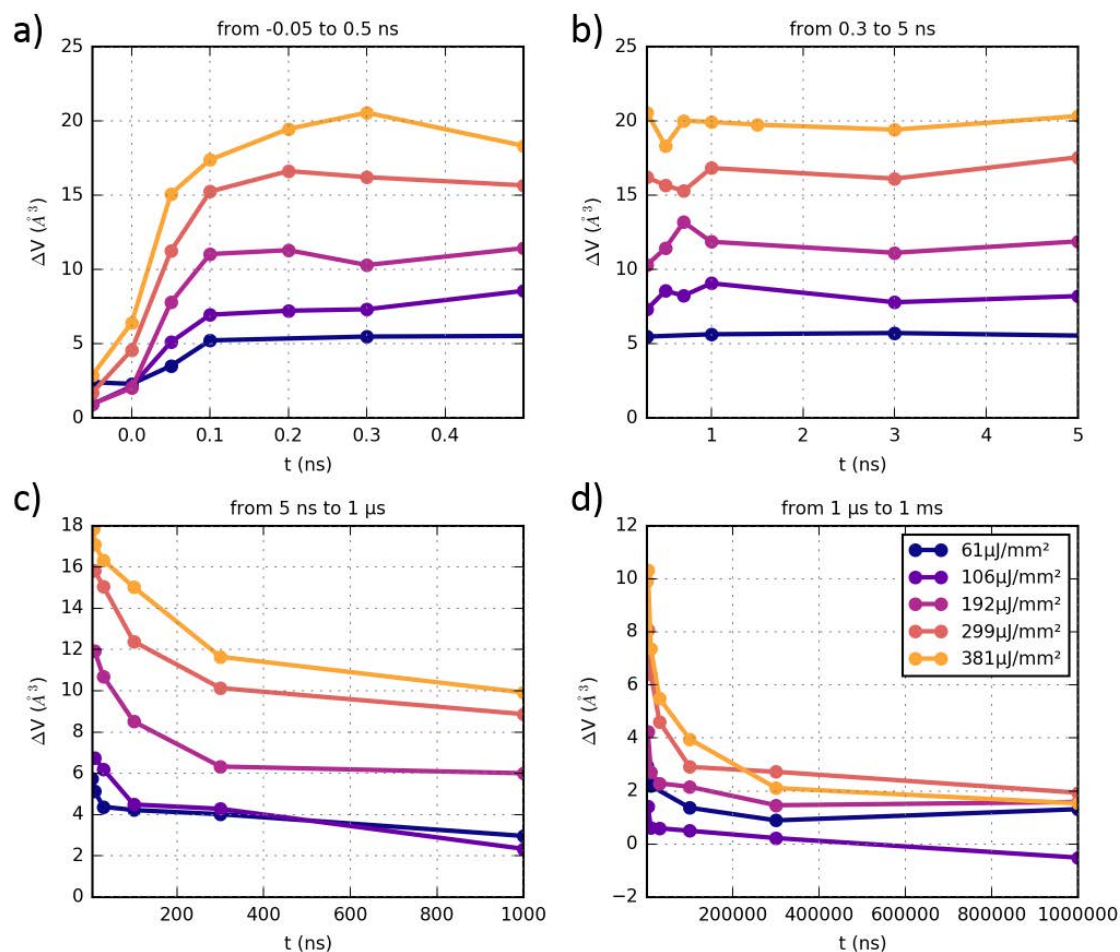 a)
from -0.05 to 0.5 ns
25
20
15
10
5
0
ΔV (Å³)
0.0 0.1 0.2 0.3 0.4
t (ns)
b)
from 0.3 to 5 ns
25
20
15
10
5
0
ΔV (Å³)
1 2 3 4 5
t (ns)
c)
from 5 ns to 1 μs
18
16
14
12
10
8
6
4
2
0
ΔV (Å³)
200 400 600 800 1000
t (ns)
d)
from 1 μs to 1 ms
12
10
8
6
4
2
0
−2
ΔV (Å³)
200000 400000 600000 800000 1000000
t (ns)
61μJ/mm²
106μJ/mm²
192μJ/mm²
299μJ/mm²
381μJ/mm²